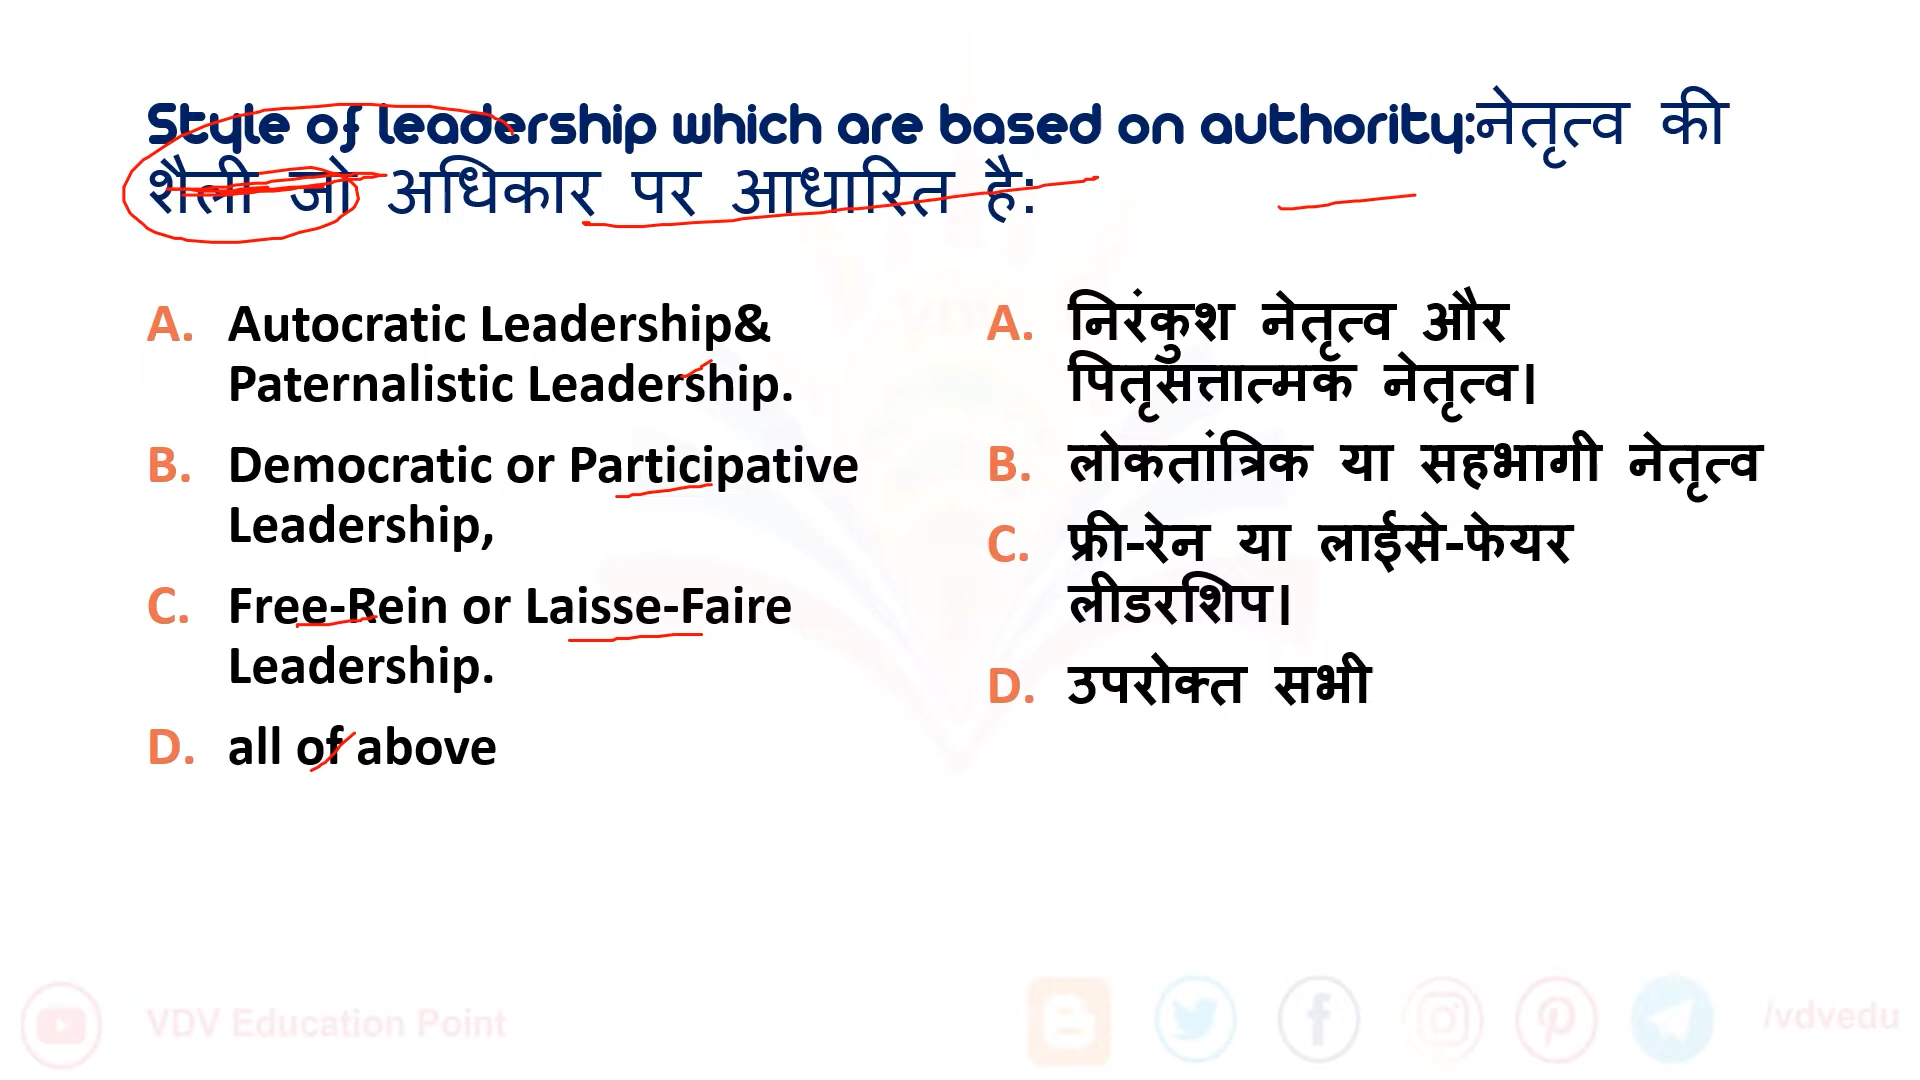 Style of leadership which are based on authority:नेतृत्व की
शैली जो अधिकार पर आधारित है:
A. Autocratic Leadership&
Paternalistic Leadership.
B. Democratic or Participative
Leadership,
C. Free-Rein or Laisse-Faire
Leadership.
D. all of above
A. निरंकुश नेतृत्व और
पितृसत्तात्मक नेतृत्व।
B. लोकतांत्रिक या सहभागी नेतृत्व
C. फ्री-रेन या लाईसे-फेयर
लीडरशिप।
D. उपरोक्त सभी
VDV Education Point
/vdvedu